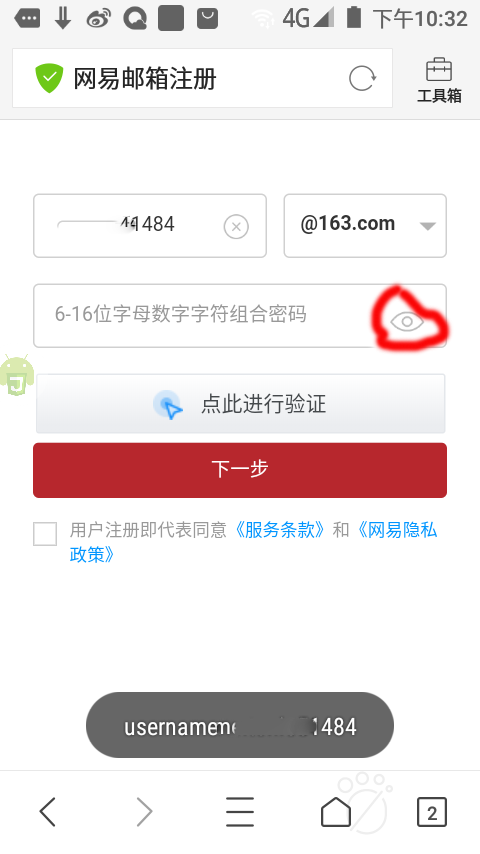 4G 下午10:32
网易邮箱注册
工具箱
41484 @163.com
6-16位字母数字字符组合密码
点此进行验证
下一步
用户注册即代表同意《服务条款》和《网易隐私
政策》
username 1484
2